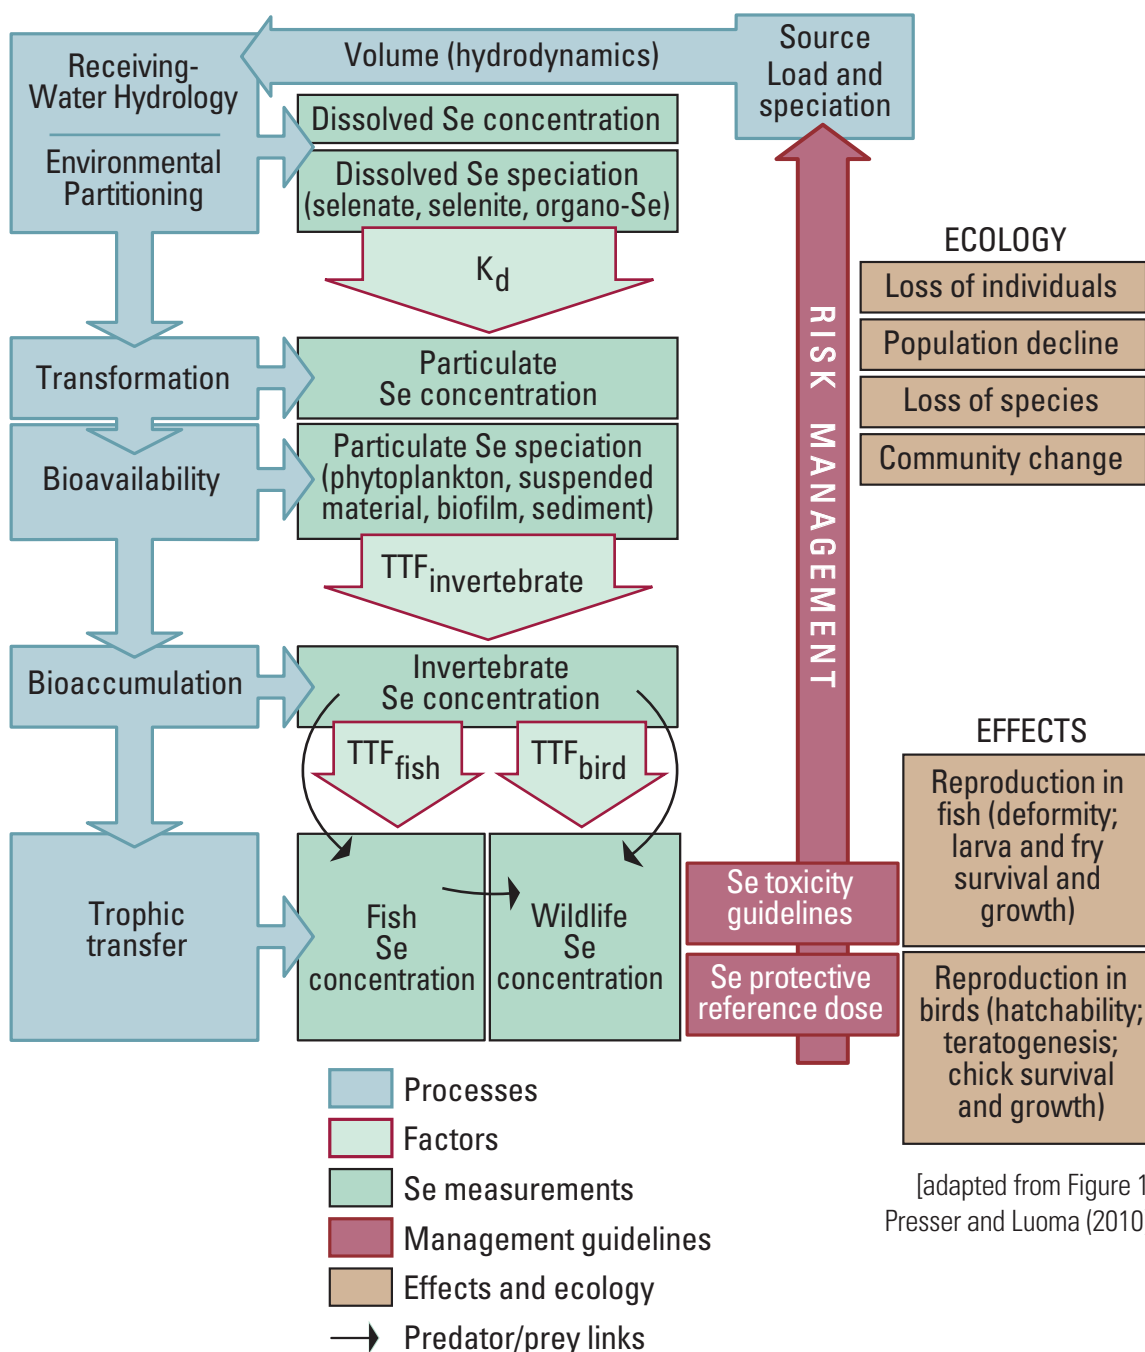 Receiving-
Water Hydrology
Environmental
Partitioning
Volume (hydrodynamics)
Source
Load and
speciation
Dissolved Se concentration
Dissolved Se speciation
(selenate, selenite, organo-Se)
Kd
Transformation
Particulate
Se concentration
Bioavailability
Particulate Se speciation
(phytoplankton, suspended
material, biofilm, sediment)
TTFinvertebrate
Bioaccumulation
Invertebrate
Se concentration
TTFfish
TTFbird
Trophic
transfer
Fish
Se
concentration
Wildlife
Se
concentration
RISK MANAGEMENT
Se toxicity
guidelines
Se protective
reference dose
ECOLOGY
Loss of individuals
Population decline
Loss of species
Community change
EFFECTS
Reproduction in
fish (deformity;
larva and fry
survival and
growth)
Reproduction in
birds (hatchability;
teratogenesis;
chick survival
and growth)
Processes
Factors
Se measurements
Management guidelines
Effects and ecology
Predator/prey links
[adapted from Figure 1
Presser and Luoma (2010